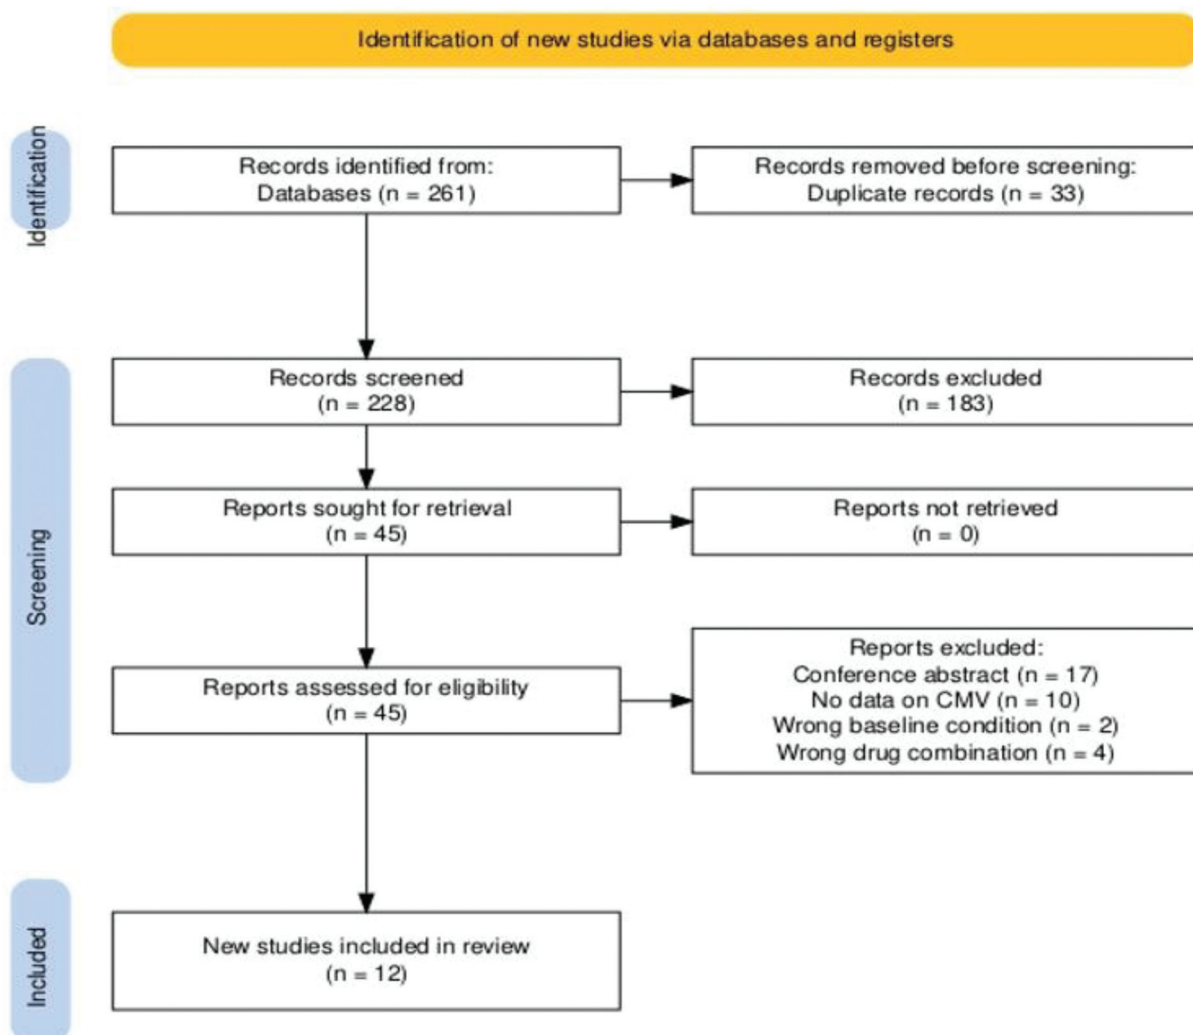 Identification of new studies via databases and registers
Identification
Records identified from:
Databases (n = 261)
Records removed before screening:
Duplicate records (n = 33)
Screening
Records screened
(n = 228)
Records excluded
(n = 183)
Reports sought for retrieval
(n = 45)
Reports not retrieved
(n = 0)
Reports assessed for eligibility
(n = 45)
Reports excluded:
Conference abstract (n = 17)
No data on CMV (n = 10)
Wrong baseline condition (n = 2)
Wrong drug combination (n = 4)
Included
New studies included in review
(n = 12)